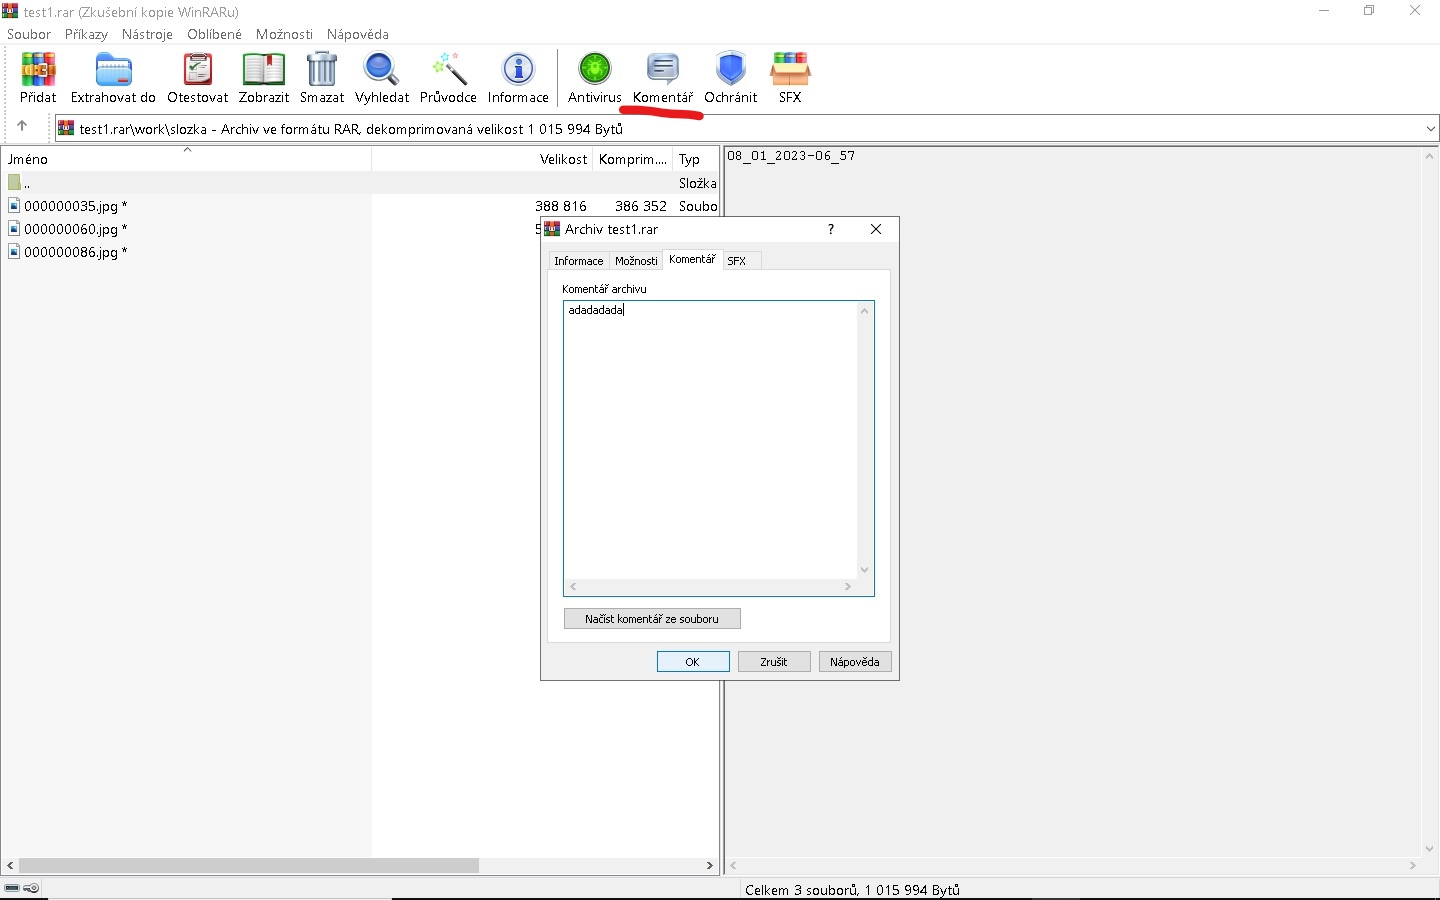 test1.rar (Zkušební kopie WinRARu)
Soubor Příkazy Nástroje Oblíbené Možnosti Nápověda
Přidat Extrahovat do Otestovat Zobrazit Smazat Vyhledat Průvodce Informace Antivirus Komentář Ochránit SFX
test1.rar\work\slozka - Archiv ve formátu RAR, dekomprimovaná velikost 1 015 994 Bytů
Jméno Velikost Komprim.... Typ
08_01_2023-06_57
.. Složka
000000035.jpg * 388 816 386 352 Soubo
000000060.jpg * 5
000000086.jpg *
Archiv test1.rar ?
Informace Možnosti Komentář SFX
Komentář archivu
adadadada
Načíst komentář ze souboru
OK Zrušit Nápověda
Celkem 3 souborů, 1 015 994 Bytů